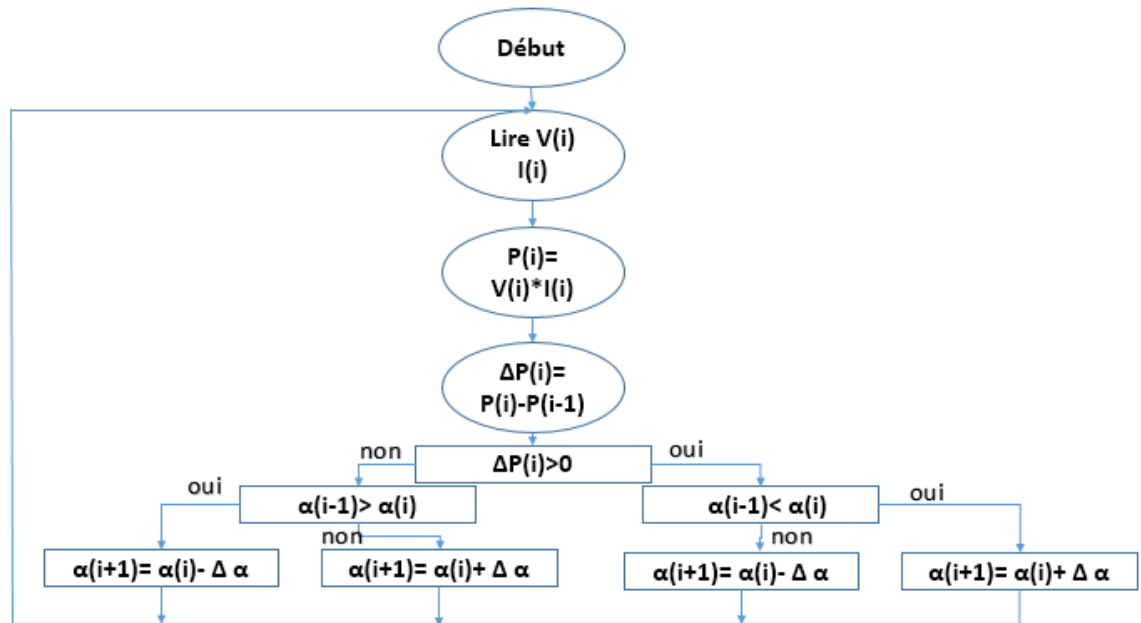 Début
Lire V(i)
I(i)
P(i)=
V(i)*I(i)
ΔP(i)=
P(i)-P(i-1)
non
ΔP(i)>0
oui
oui
α(i-1)> α(i)
α(i-1)< α(i)
oui
non
non
α(i+1)= α(i)- Δ α
α(i+1)= α(i)+ Δ α
α(i+1)= α(i)- Δ α
α(i+1)= α(i)+ Δ α